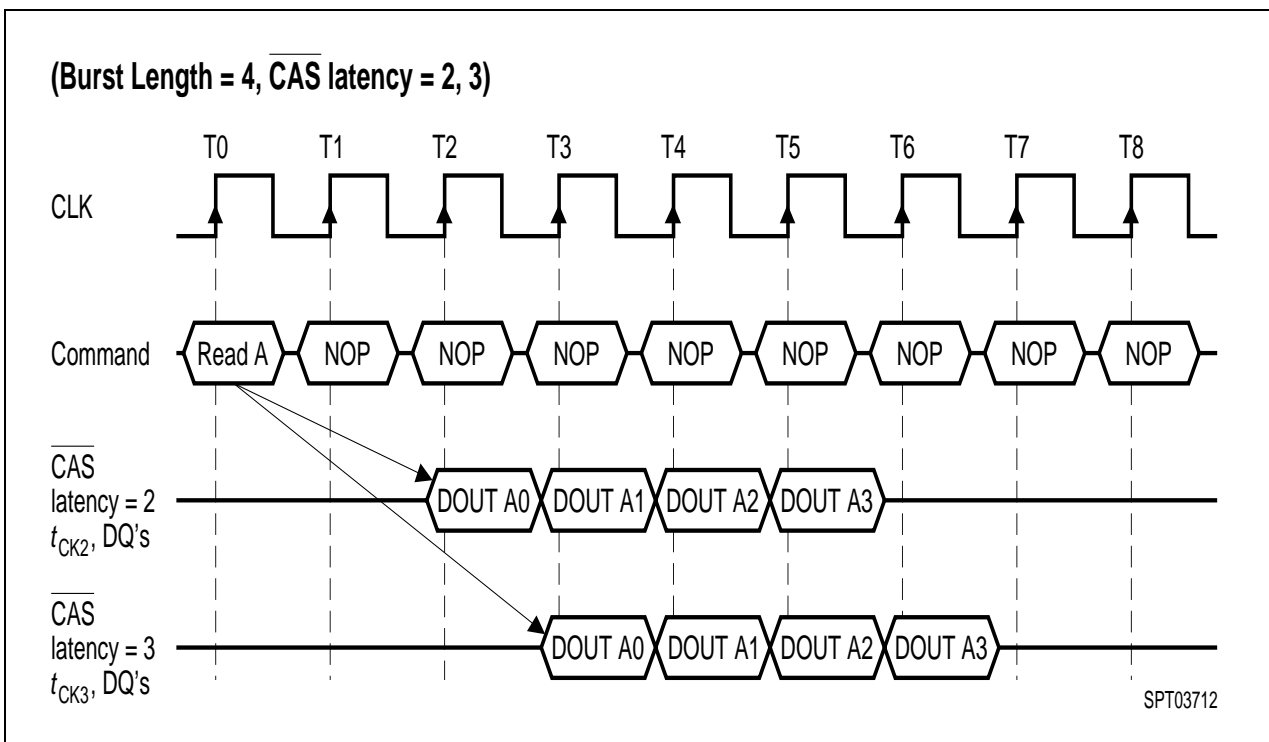 (Burst Length = 4, CAS latency = 2, 3)
T0 T1 T2 T3 T4 T5 T6 T7 T8
CLK
Command Read A NOP NOP NOP NOP NOP NOP NOP NOP
CAS
latency = 2 DOUT A0 DOUT A1 DOUT A2 DOUT A3
tCK2, DQ's
CAS
latency = 3 DOUT A0 DOUT A1 DOUT A2 DOUT A3
tCK3, DQ's
SPT03712